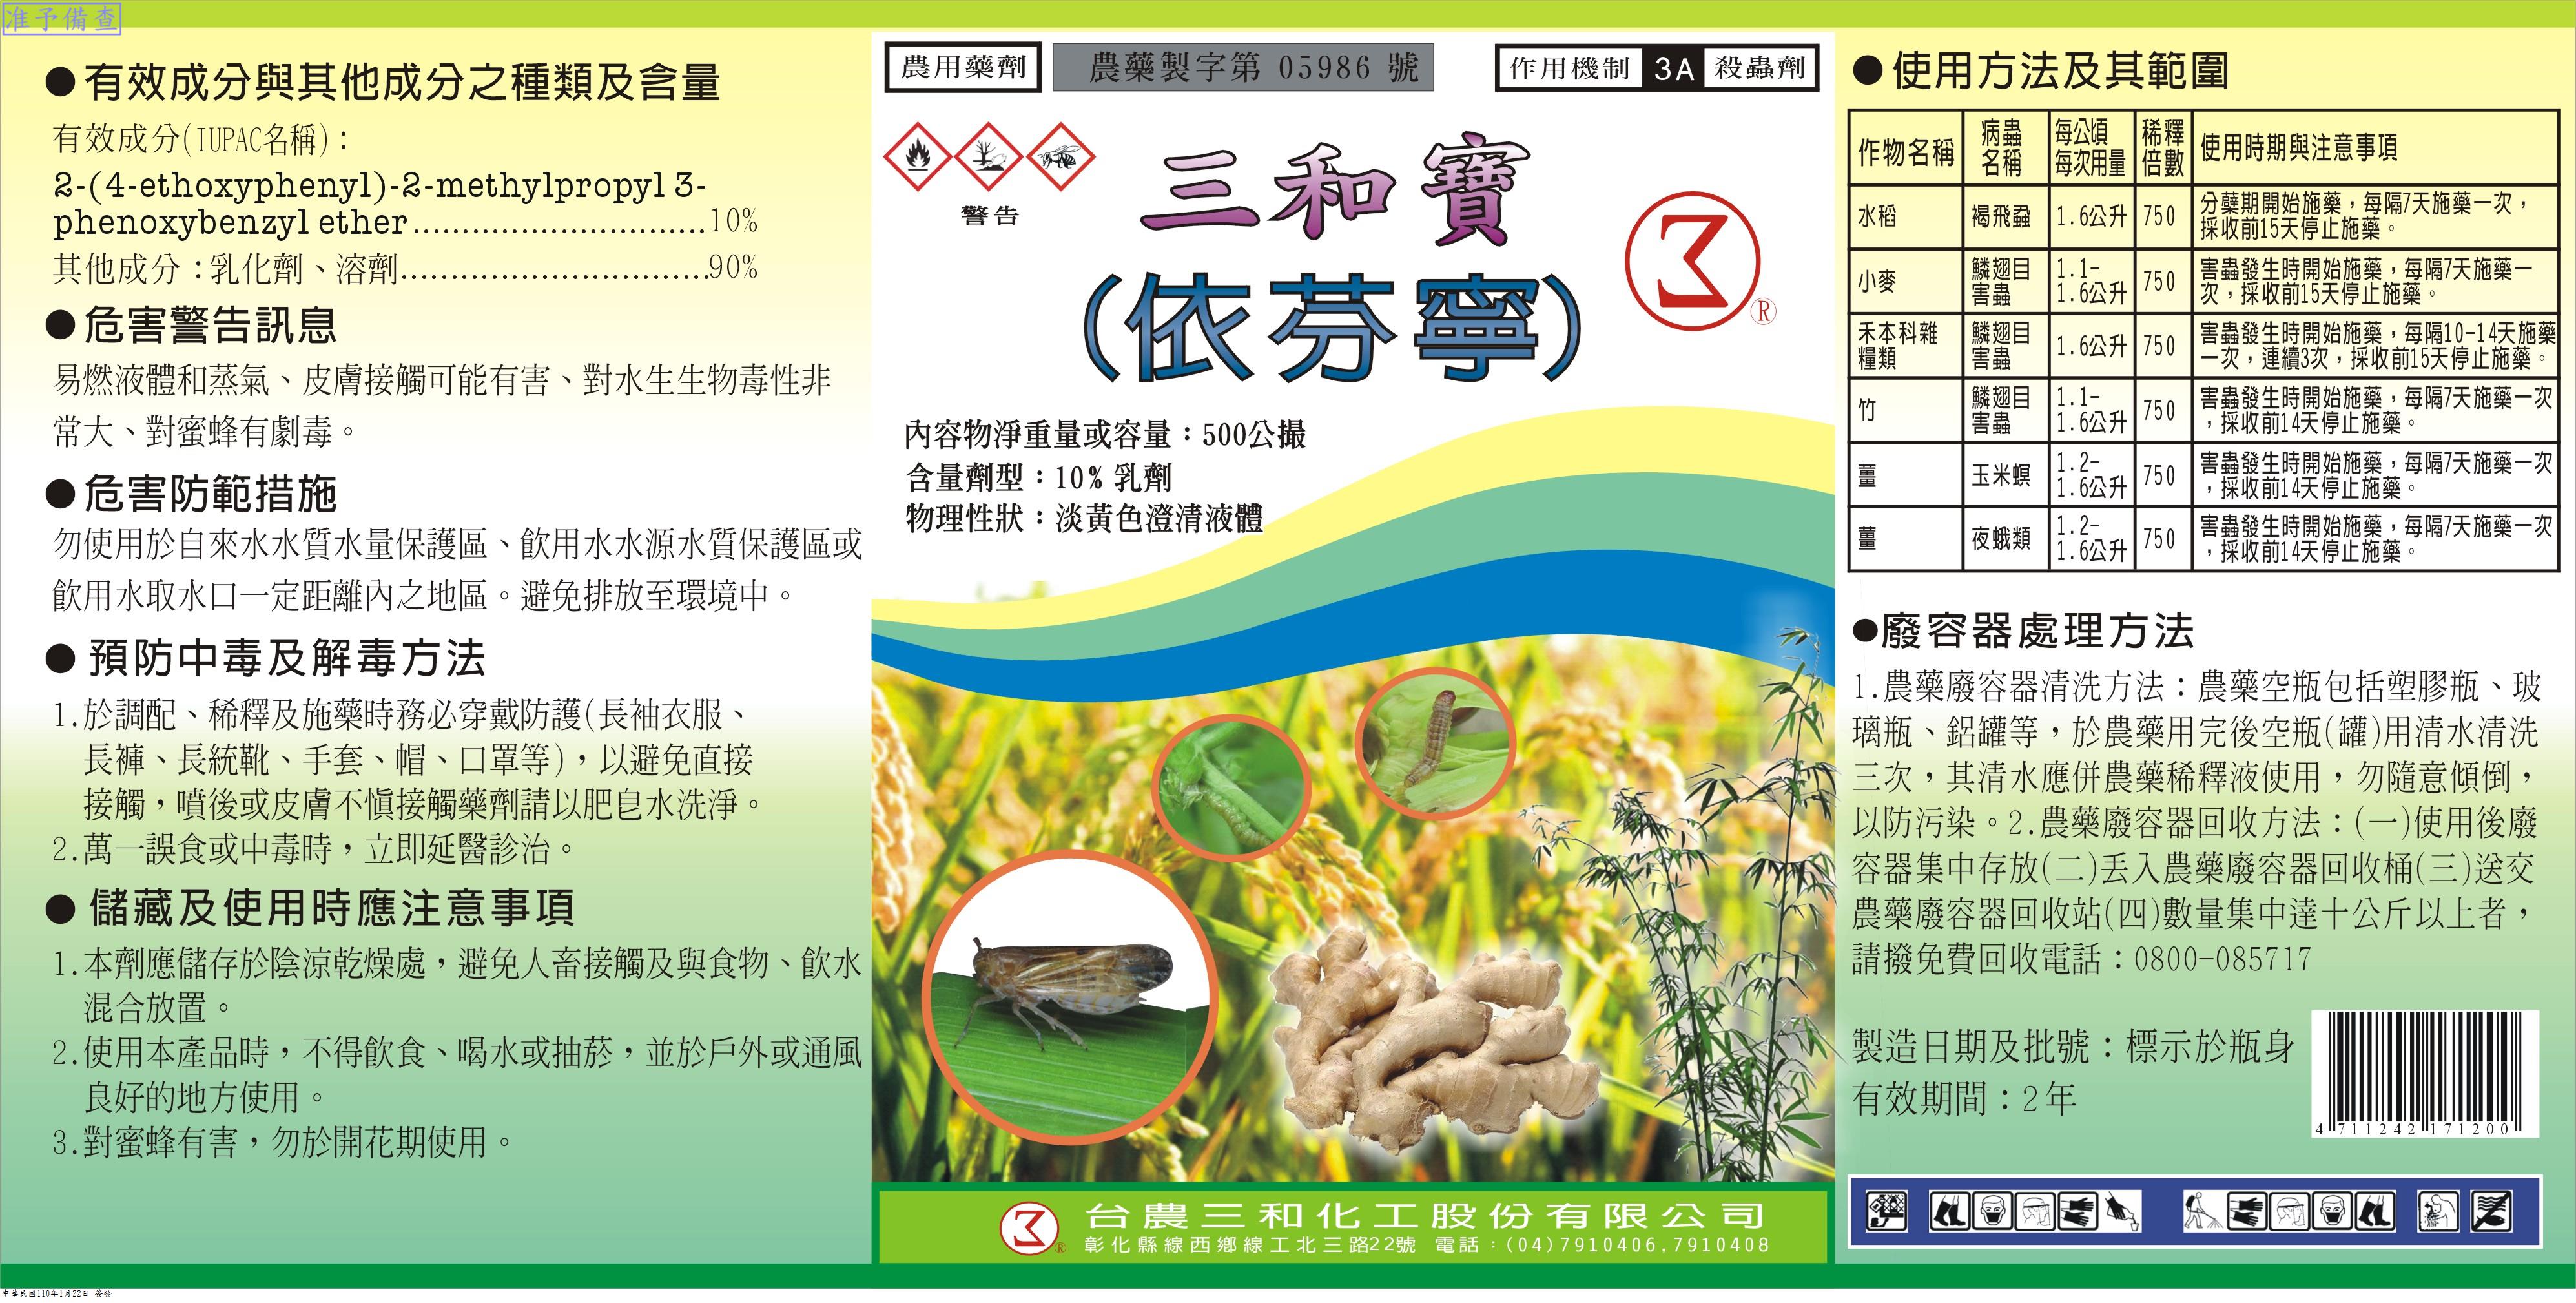 准予備查
●有效成分與其他成分之種類及含量
有效成分(IUPAC名稱):
2-(4-ethoxyphenyl)-2-methylpropyl 3-
phenoxybenzyl ether..............................10%
其他成分:乳化劑、溶劑..............................90%
●危害警告訊息
易燃液體和蒸氣、皮膚接觸可能有害、對水生生物毒性非
常大、對蜜蜂有劇毒。
●危害防範措施
勿使用於自來水水質水量保護區、飲用水水源水質保護區或
飲用水取水口一定距離內之地區。避免排放至環境中。
●預防中毒及解毒方法
1.於調配、稀釋及施藥時務必穿戴防護(長袖衣服、
長褲、長統靴、手套、帽、口罩等),以避免直接
接觸,噴後或皮膚不慎接觸藥劑請以肥皂水洗淨。
2.萬一誤食或中毒時,立即延醫診治。
●儲藏及使用時應注意事項
1.本劑應儲存於陰涼乾燥處,避免人畜接觸及與食物、飲水
混合放置。
2.使用本產品時,不得飲食、喝水或抽菸,並於戶外或通風
良好的地方使用。
3.對蜜蜂有害,勿於開花期使用。
農用藥劑 農藥製字第 05986 號 作用機制 3A 殺蟲劑
警告
三和寶
(依芬寧)
®
內容物淨重量或容量:500公撮
含量劑型:10% 乳劑
物理性狀:淡黃色澄清液體
® 台農三和化工股份有限公司
彰化縣線西鄉線工北三路22號 電話:(04)7910406,7910408
●使用方法及其範圍
作物名稱 病蟲名稱 每公頃每次用量 稀釋倍數 使用時期與注意事項
水稻 褐飛蝨 1.6公升 750 分蘗期開始施藥,每隔7天施藥一次,
採收前15天停止施藥。
小麥 鱗翅目害蟲 1.1-1.6公升 750 害蟲發生時開始施藥,每隔7天施藥一
次,採收前15天停止施藥。
禾本科雜糧類 鱗翅目害蟲 1.6公升 750 害蟲發生時開始施藥,每隔10-14天施藥
一次,連續3次,採收前15天停止施藥。
竹 鱗翅目害蟲 1.1-1.6公升 750 害蟲發生時開始施藥,每隔7天施藥一次
,採收前14天停止施藥。
薑 玉米螟 1.2-1.6公升 750 害蟲發生時開始施藥,每隔7天施藥一次
,採收前14天停止施藥。
薑 夜蛾類 1.2-1.6公升 750 害蟲發生時開始施藥,每隔7天施藥一次
,採收前14天停止施藥。
●廢容器處理方法
1.農藥廢容器清洗方法:農藥空瓶包括塑膠瓶、玻
璃瓶、鋁罐等,於農藥用完後空瓶(罐)用清水清洗
三次,其清水應併農藥稀釋液使用,勿隨意傾倒,
以防污染。2.農藥廢容器回收方法:(一)使用後廢
容器集中存放(二)丟入農藥廢容器回收桶(三)送交
農藥廢容器回收站(四)數量集中達十公斤以上者,
請撥免費回收電話:0800-085717
製造日期及批號:標示於瓶身
有效期間:2年
4 711242 171200
中華民國110年1月22日 簽發